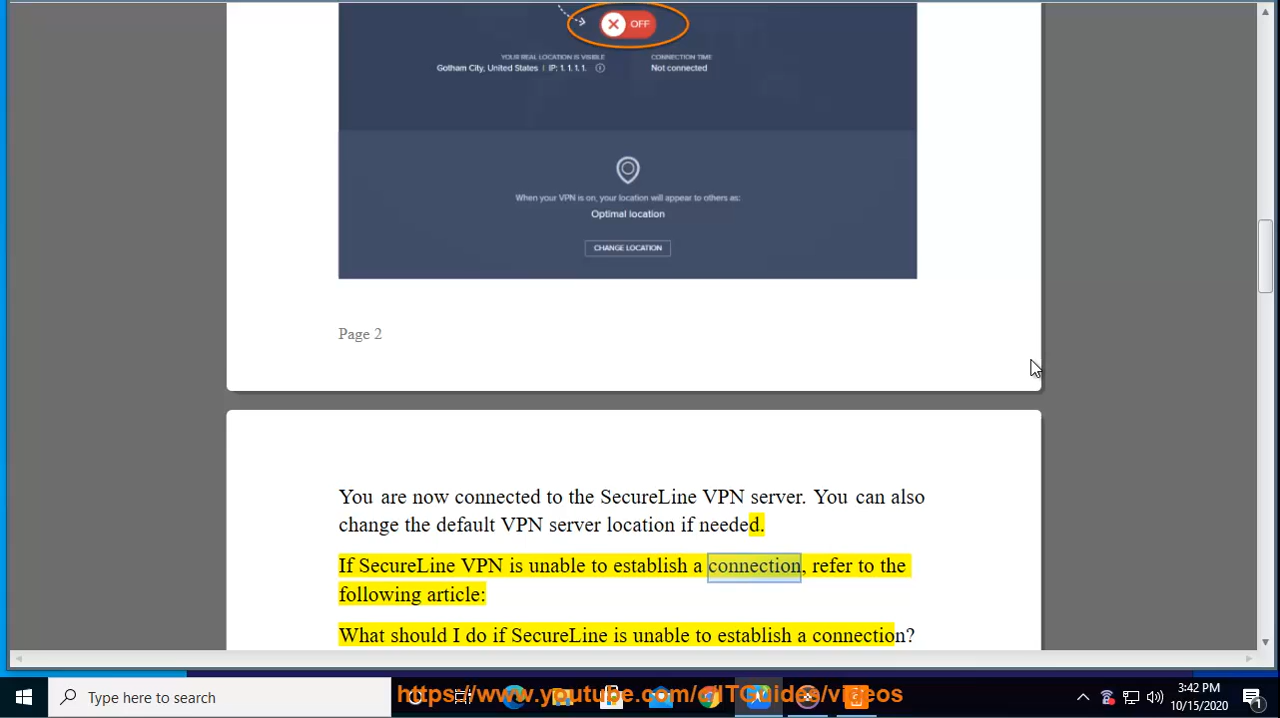 OFF
YOUR REAL LOCATION IS VISIBLE
CONNECTION TIME
Gotham City, United States | IP: 1. 1. 1. 1.
Not connected
When your VPN is on, your location will appear to others as:
Optimal location
CHANGE LOCATION
Page 2
You are now connected to the SecureLine VPN server. You can also
change the default VPN server location if needed.
If SecureLine VPN is unable to establish a connection, refer to the
following article:
What should I do if SecureLine is unable to establish a connection?
Type here to search
https://www.youtube.com/c/ITGuides/videos
3:42 PM
10/15/2020
1